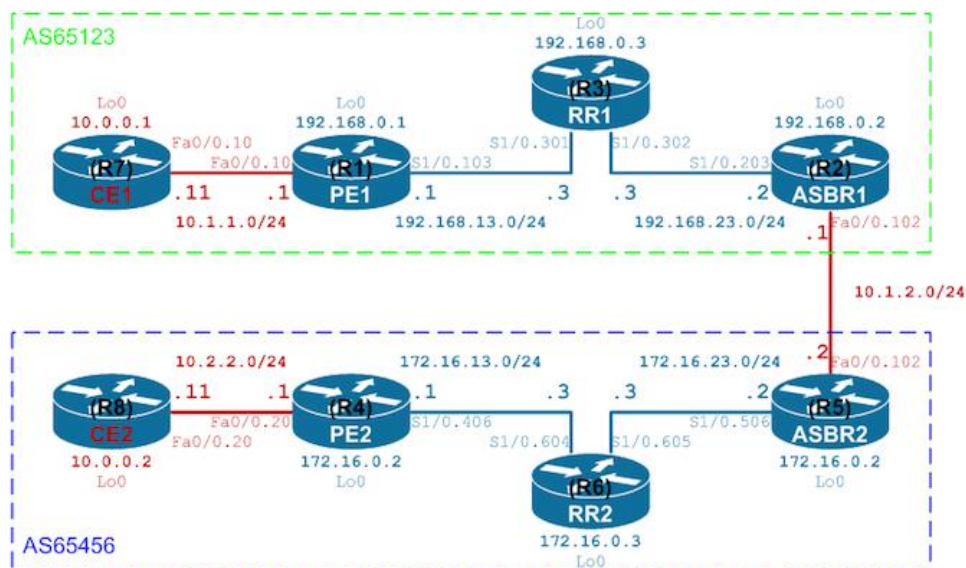 AS65123
Lo0
192.168.0.3
(R3)
RR1
Lo0
10.0.0.1
Fa0/0.10
(R7)
CE1
.11
Lo0
192.168.0.1
Fa0/0.10
(R1)
PE1
.1
10.1.1.0/24
S1/0.103
.1
S1/0.301
.3
192.168.13.0/24
S1/0.302
.3
S1/0.203
.2
192.168.23.0/24
Lo0
192.168.0.2
(R2)
ASBR1
Fa0/0.102
.1
10.1.2.0/24
.2
Fa0/0.102
10.2.2.0/24
172.16.13.0/24
172.16.23.0/24
(R8)
CE2
.11
Fa0/0.20
10.0.0.2
Lo0
.1
Fa0/0.20
(R4)
PE2
172.16.0.2
Lo0
.1
S1/0.406
.3
S1/0.604
.3
S1/0.605
.2
S1/0.506
(R5)
ASBR2
172.16.0.2
Lo0
(R6)
RR2
172.16.0.3
Lo0
AS65456